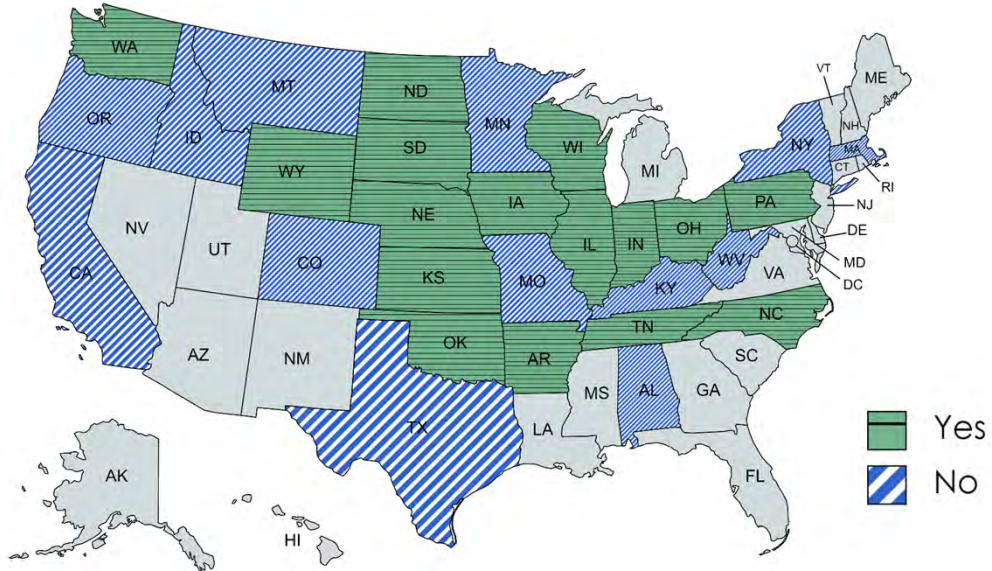 WA
MT
ND
MN
VT
ME
OR
ID
SD
WI
MI
NY
NH
MA
CT
RI
WY
IA
PA
NJ
NE
IL
IN
OH
DE
NV
UT
CO
KS
MO
WV
VA
MD
DC
CA
KY
NC
AZ
NM
OK
TN
AR
SC
MS
AL
GA
TX
LA
FL
AK
HI
Yes
No